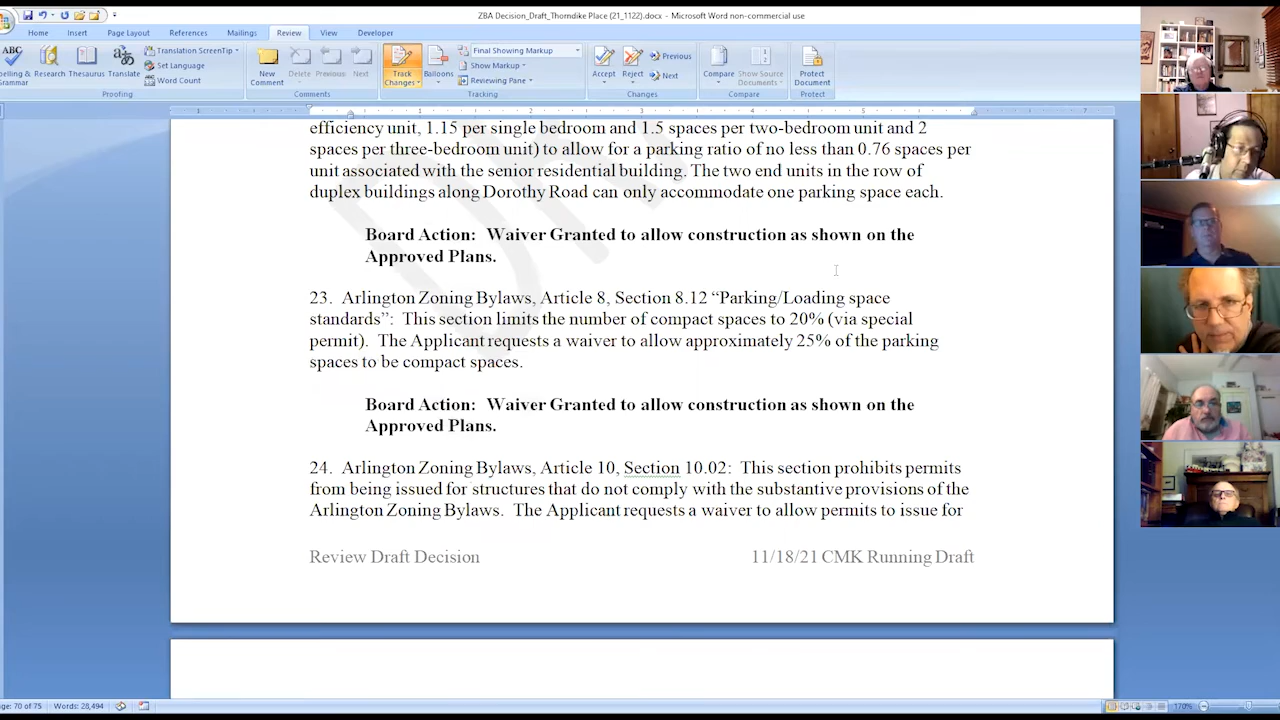 ZBA Decision_Draft_Thorndike Place (21_1122).docx - Microsoft Word non-commercial use
Home Insert Page Layout References Mailings Review View Developer
ABC
Spelling & Grammar
Research
Thesaurus
Translate
Translation ScreenTip
Set Language
Word Count
Proofing
New Comment
Delete
Previous
Next
Comments
Track Changes
Balloons
Final Showing Markup
Show Markup
Reviewing Pane
Tracking
Accept
Reject
Previous
Next
Changes
Compare
Show Source Documents
Compare
Protect Document
Protect
efficiency unit, 1.15 per single bedroom and 1.5 spaces per two-bedroom unit and 2
spaces per three-bedroom unit) to allow for a parking ratio of no less than 0.76 spaces per
unit associated with the senior residential building. The two end units in the row of
duplex buildings along Dorothy Road can only accommodate one parking space each.
Board Action: Waiver Granted to allow construction as shown on the
Approved Plans.
23. Arlington Zoning Bylaws, Article 8, Section 8.12 “Parking/Loading space
standards”: This section limits the number of compact spaces to 20% (via special
permit). The Applicant requests a waiver to allow approximately 25% of the parking
spaces to be compact spaces.
Board Action: Waiver Granted to allow construction as shown on the
Approved Plans.
24. Arlington Zoning Bylaws, Article 10, Section 10.02: This section prohibits permits
from being issued for structures that do not comply with the substantive provisions of the
Arlington Zoning Bylaws. The Applicant requests a waiver to allow permits to issue for
Review Draft Decision 11/18/21 CMK Running Draft
Page: 70 of 75 Words: 28,494 170%